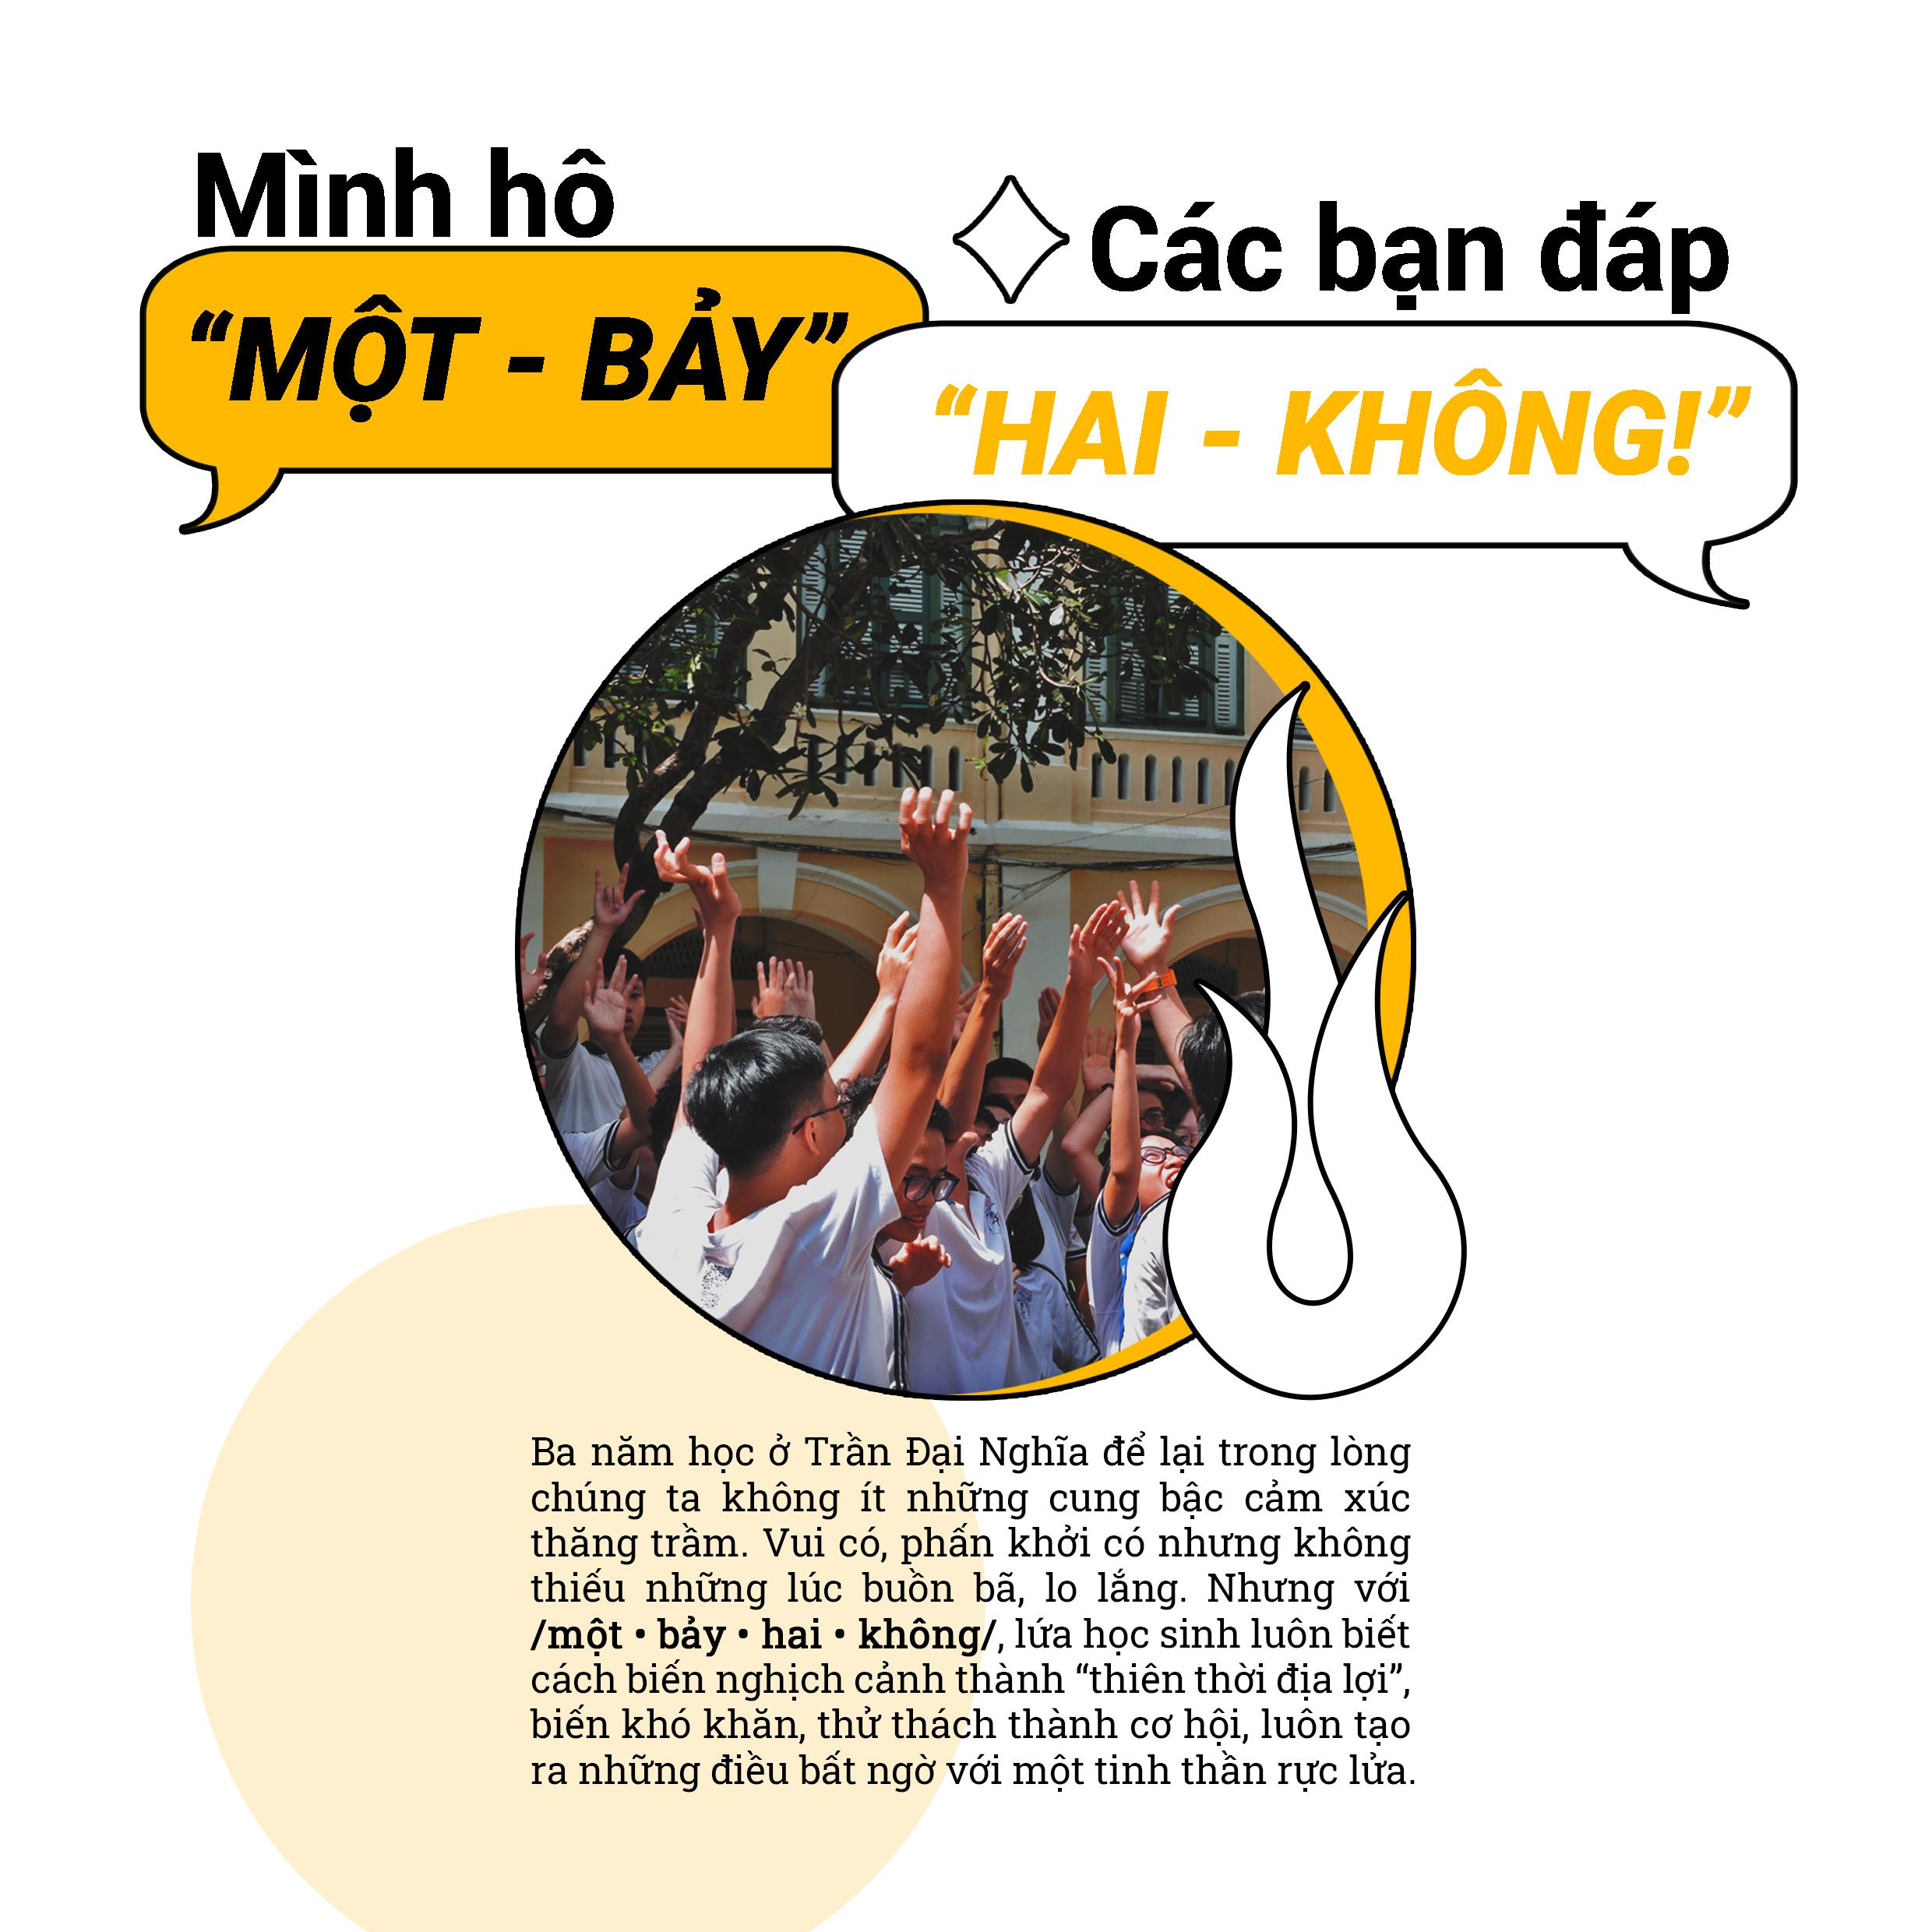 Mình hô
“MỘT - BẢY”
Các bạn đáp
“HAI - KHÔNG!”
Ba năm học ở Trần Đại Nghĩa để lại trong lòng
chúng ta không ít những cung bậc cảm xúc
thăng trầm. Vui có, phấn khởi có nhưng không
thiếu những lúc buồn bã, lo lắng. Nhưng với
/một • bảy • hai • không/, lứa học sinh luôn biết
cách biến nghịch cảnh thành “thiên thời địa lợi”,
biến khó khăn, thử thách thành cơ hội, luôn tạo
ra những điều bất ngờ với một tinh thần rực lửa.